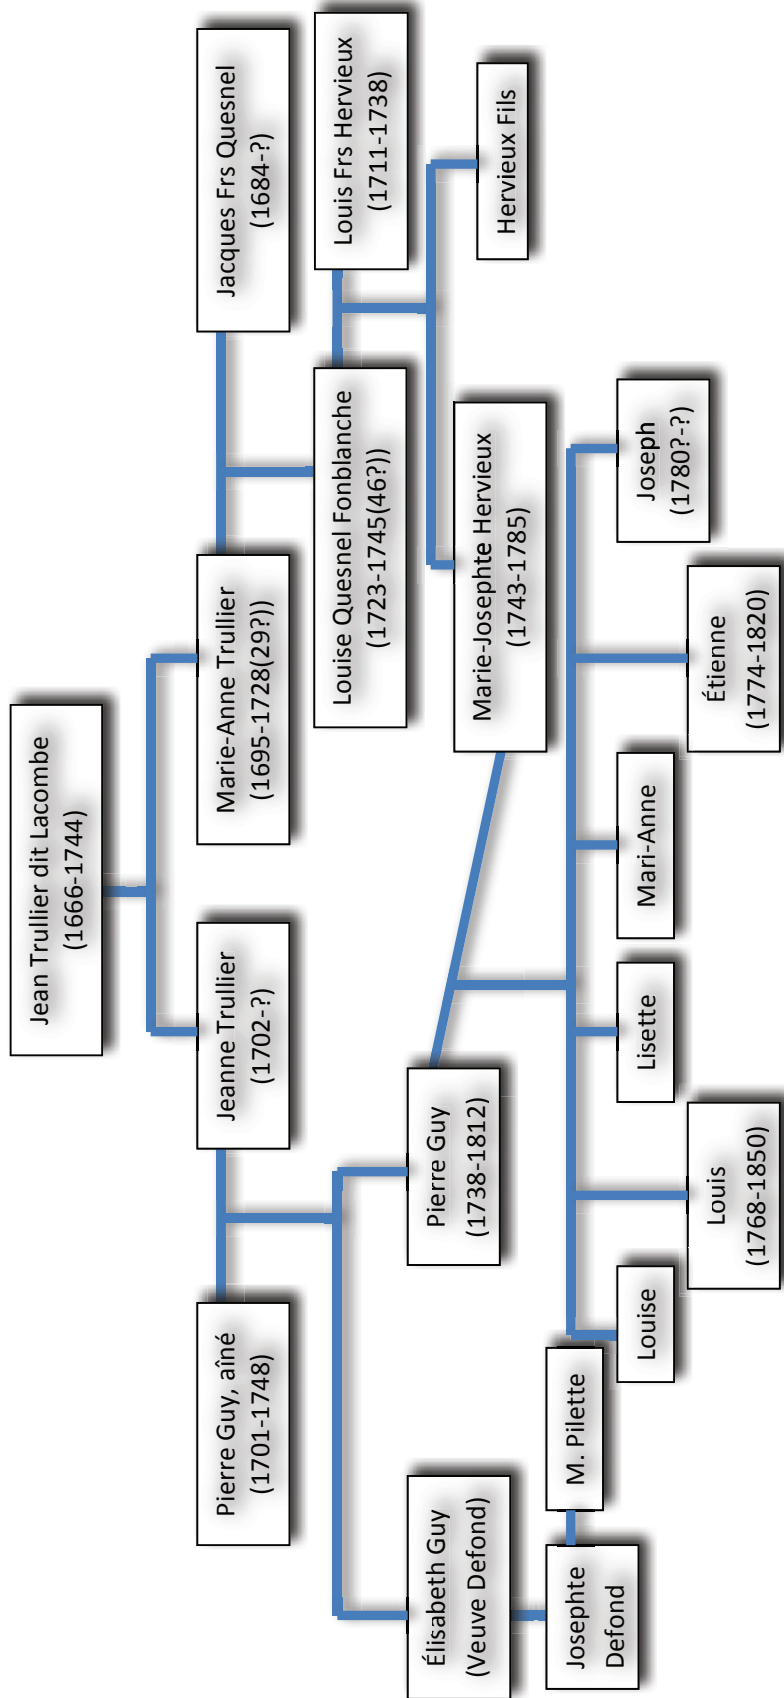 Jean Trullier dit Lacombe
(1666-1744)
Pierre Guy, aîné
(1701-1748)
Jeanne Trullier
(1702-?)
Marie-Anne Trullier
(1695-1728(29?))
Jacques Frs Quesnel
(1684-?)
Louise Quesnel Fonblanche
(1723-1745(46?))
Louis Frs Hervieux
(1711-1738)
Élisabeth Guy
(Veuve Defond)
Pierre Guy
(1738-1812)
Marie-Josephte Hervieux
(1743-1785)
Hervieux Fils
Josephte
Defond
M. Pilette
Louise
Louis
(1768-1850)
Lisette
Mari-Anne
Étienne
(1774-1820)
Joseph
(1780?-?)